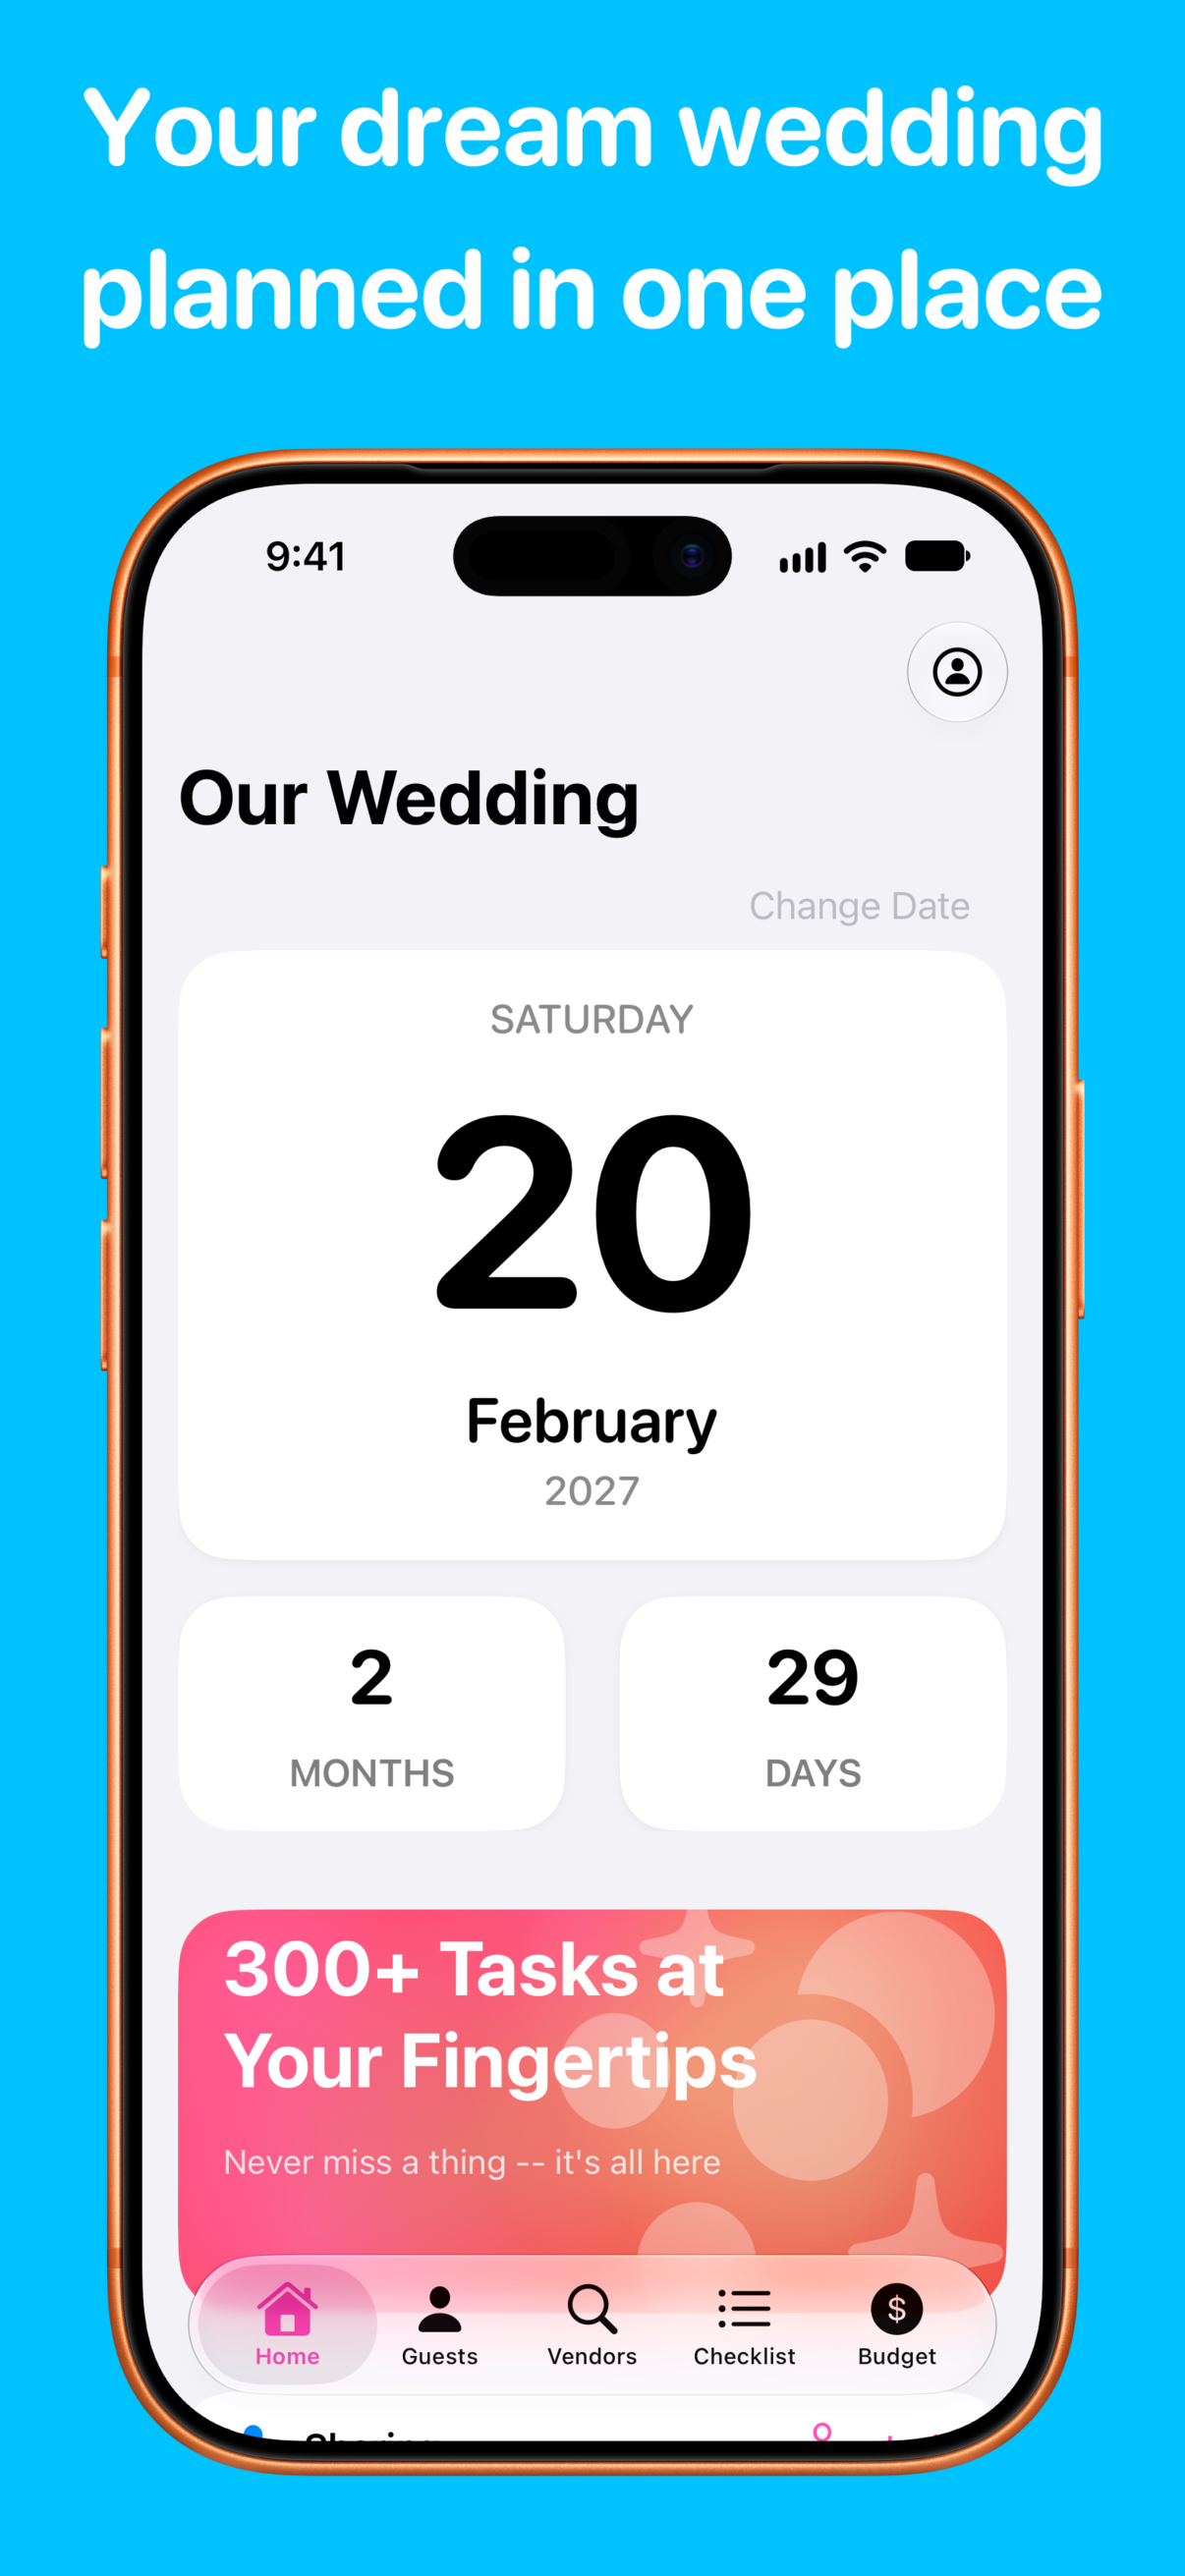 Your dream wedding
planned in one place
9:41
Our Wedding
Change Date
SATURDAY
20
February
2027
2
MONTHS
29
DAYS
300+ Tasks at
Your Fingertips
Never miss a thing -- it's all here
$
Home
Guests
Vendors
Checklist
Budget